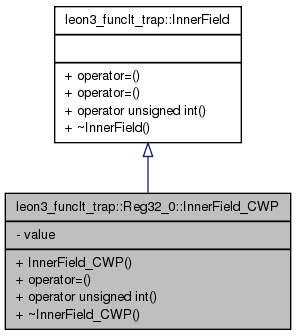 leon3_funclt_trap::InnerField
+ operator=()
+ operator=()
+ operator unsigned int()
+ ~InnerField()
leon3_funclt_trap::Reg32_0::InnerField_CWP
- value
+ InnerField_CWP()
+ operator=()
+ operator unsigned int()
+ ~InnerField_CWP()